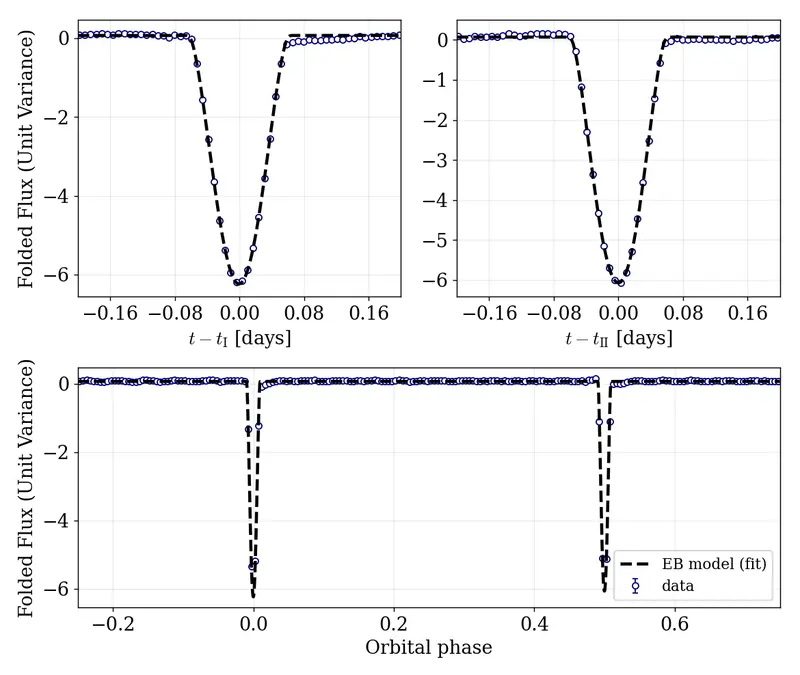 Folded Flux (Unit Variance)
0
−2
−4
−6
−0.16 −0.08 0.00 0.08 0.16
t − tI [days]
0
−1
−2
−3
−4
−5
−6
−0.16 −0.08 0.00 0.08 0.16
t − tII [days]
Folded Flux (Unit Variance)
0
−2
−4
−6
EB model (fit)
data
−0.2 0.0 0.2 0.4 0.6
Orbital phase